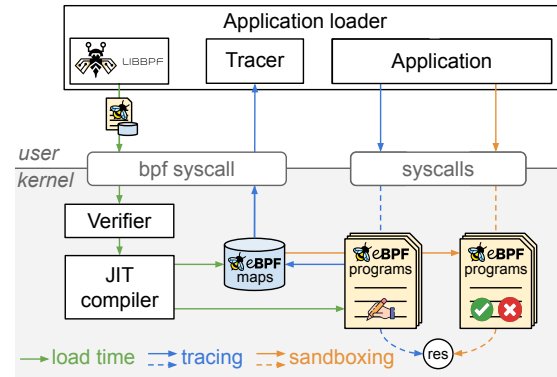 Application loader
LIBBPF
Tracer
Application
user
bpf syscall
syscalls
kernel
Verifier
JIT
compiler
eBPF
maps
eBPF
programs
eBPF
programs
res
load time
tracing
sandboxing